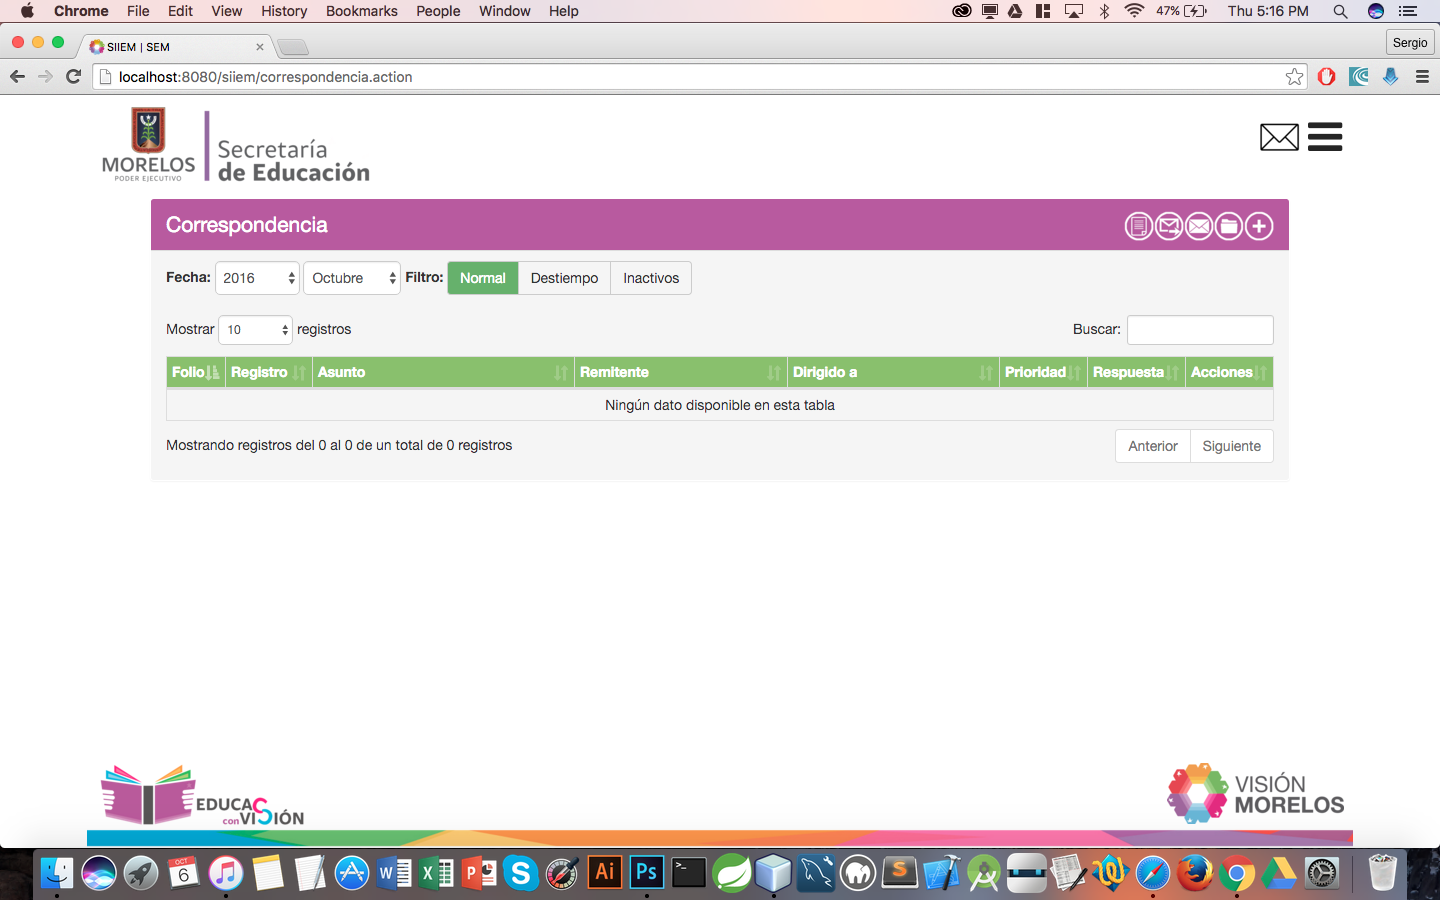 Chrome File Edit View History Bookmarks People Window Help 47% Thu 5:16 PM
SIIEM | SEM
Sergio
localhost:8080/siiem/correspondencia.action
MORELOS
PODER EJECUTIVO
Secretaría
de Educación
Correspondencia
Fecha: 2016 Octubre Filtro: Normal Destiempo Inactivos
Mostrar 10 registros Buscar:
Folio Registro Asunto Remitente Dirigido a Prioridad Respuesta Acciones
Ningún dato disponible en esta tabla
Mostrando registros del 0 al 0 de un total de 0 registros Anterior Siguiente
EDUCACIÓN
con VISIÓN
VISIÓN
MORELOS
OCT
6
W X P S Ai Ps >_ S